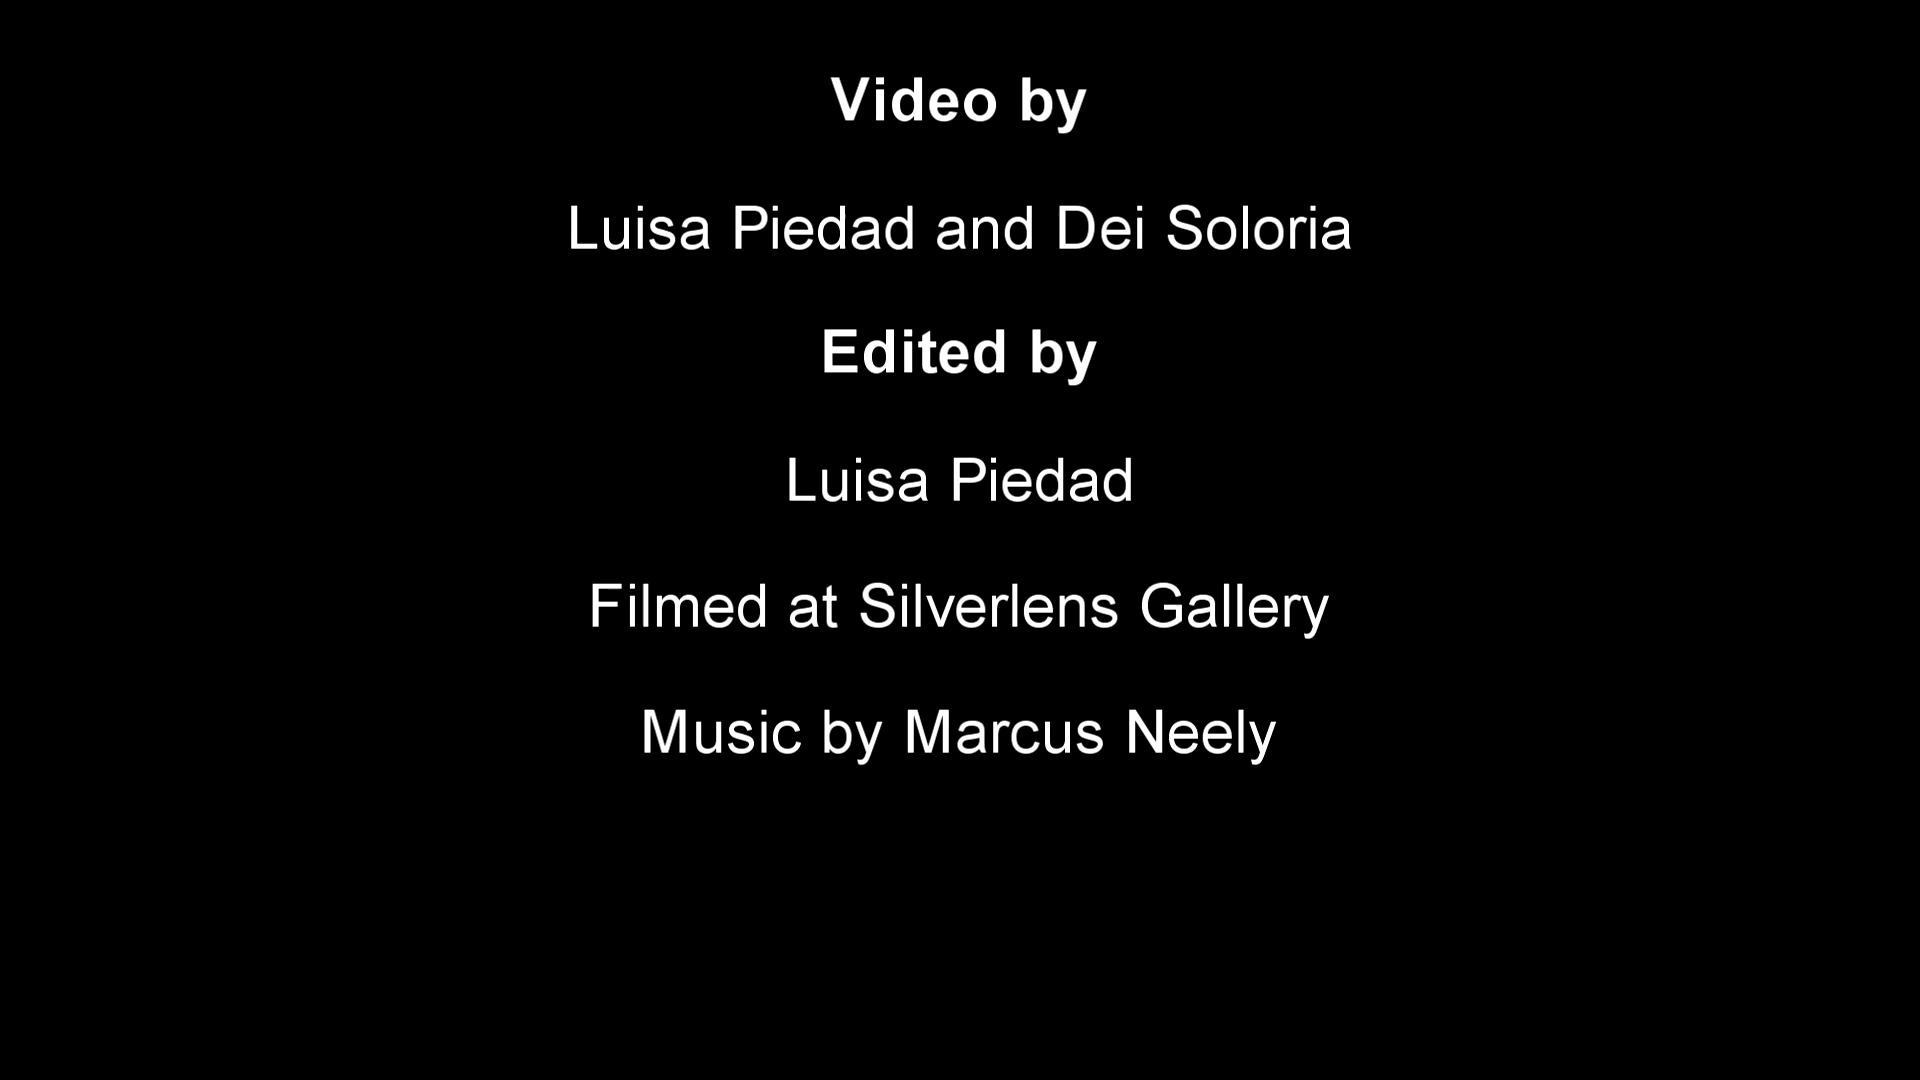 Video by
Luisa Piedad and Dei Soloria
Edited by
Luisa Piedad
Filmed at Silverlens Gallery
Music by Marcus Neely